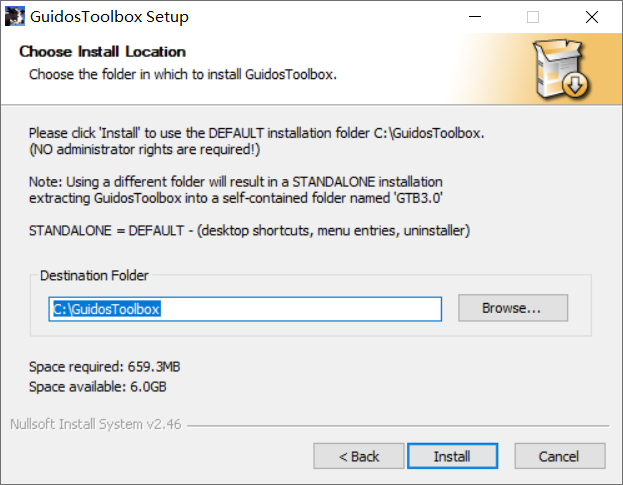 GuidosToolbox Setup
Choose Install Location
Choose the folder in which to install GuidosToolbox.
Please click 'Install' to use the DEFAULT installation folder C:\GuidosToolbox.
(NO administrator rights are required!)
Note: Using a different folder will result in a STANDALONE installation
extracting GuidosToolbox into a self-contained folder named 'GTB3.0'
STANDALONE = DEFAULT - (desktop shortcuts, menu entries, uninstaller)
Destination Folder
C:\GuidosToolbox
Browse...
Space required: 659.3MB
Space available: 6.0GB
Nullsoft Install System v2.46
< Back
Install
Cancel